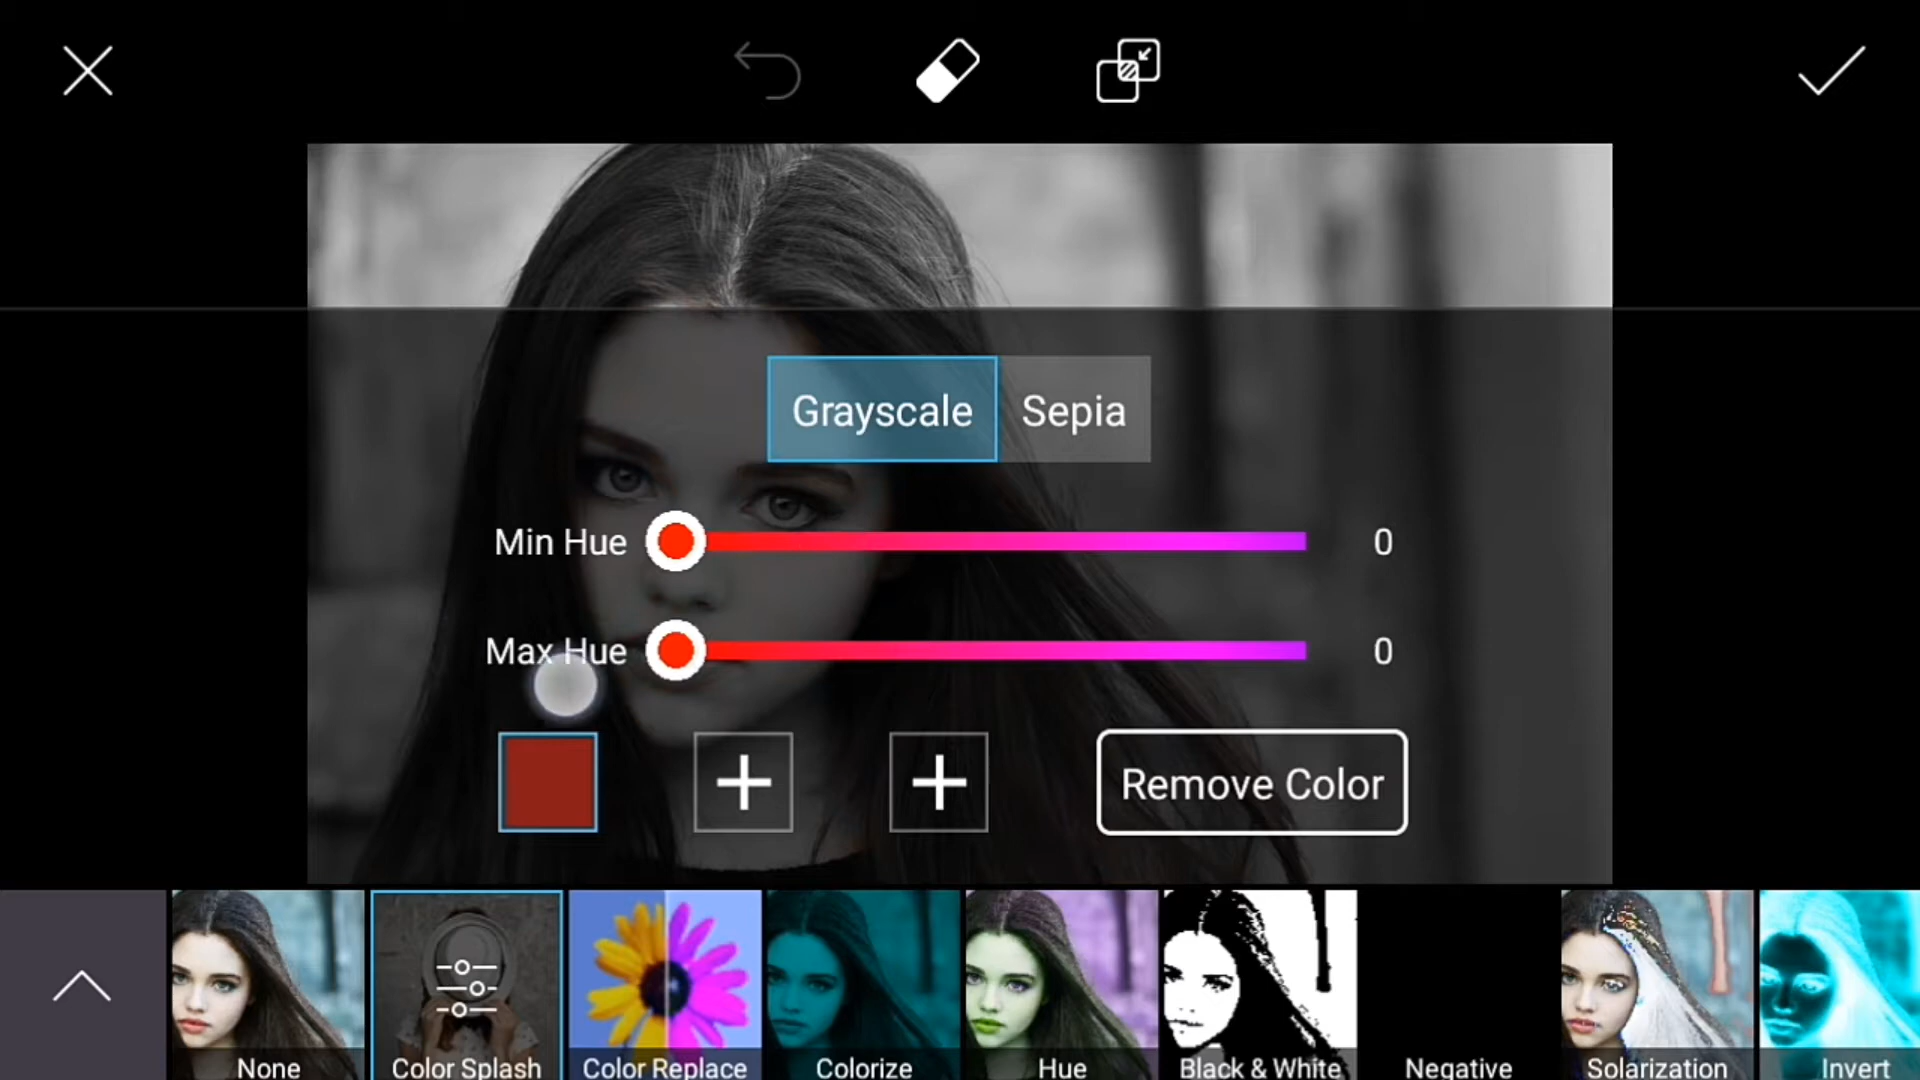 Grayscale Sepia
Min Hue 0
Max Hue 0
Remove Color
None Color Splash Color Replace Colorize Hue Black & White Negative Solarization Invert